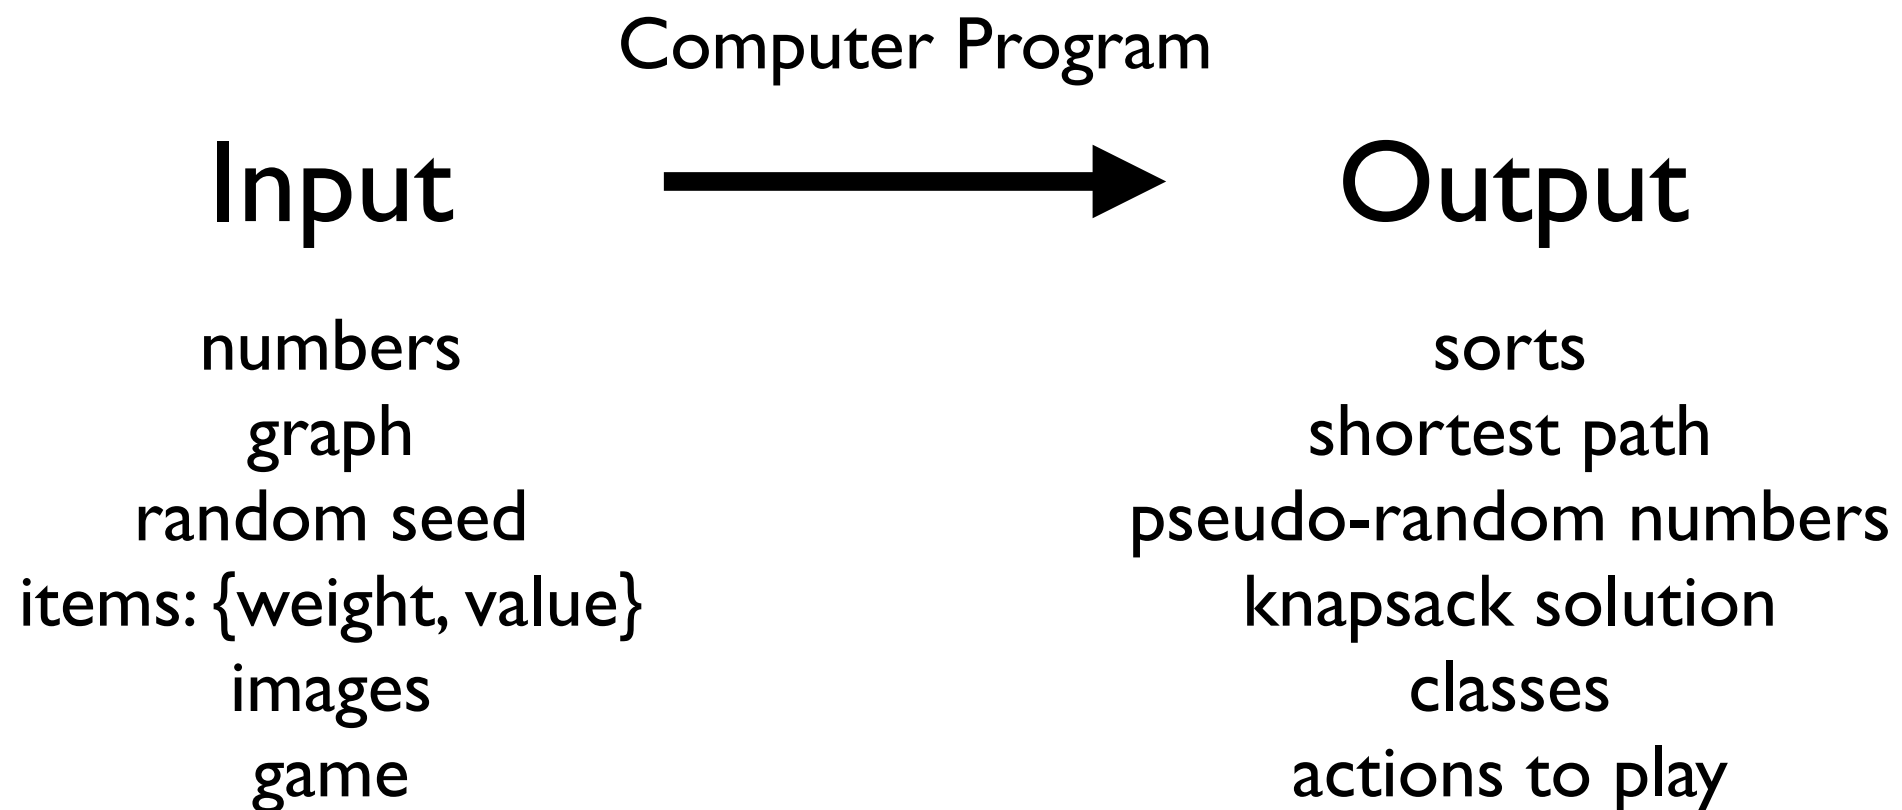 Computer Program
Input
Output
numbers
sorts
graph
shortest path
random seed
pseudo-random numbers
items: {weight, value}
knapsack solution
images
classes
game
actions to play